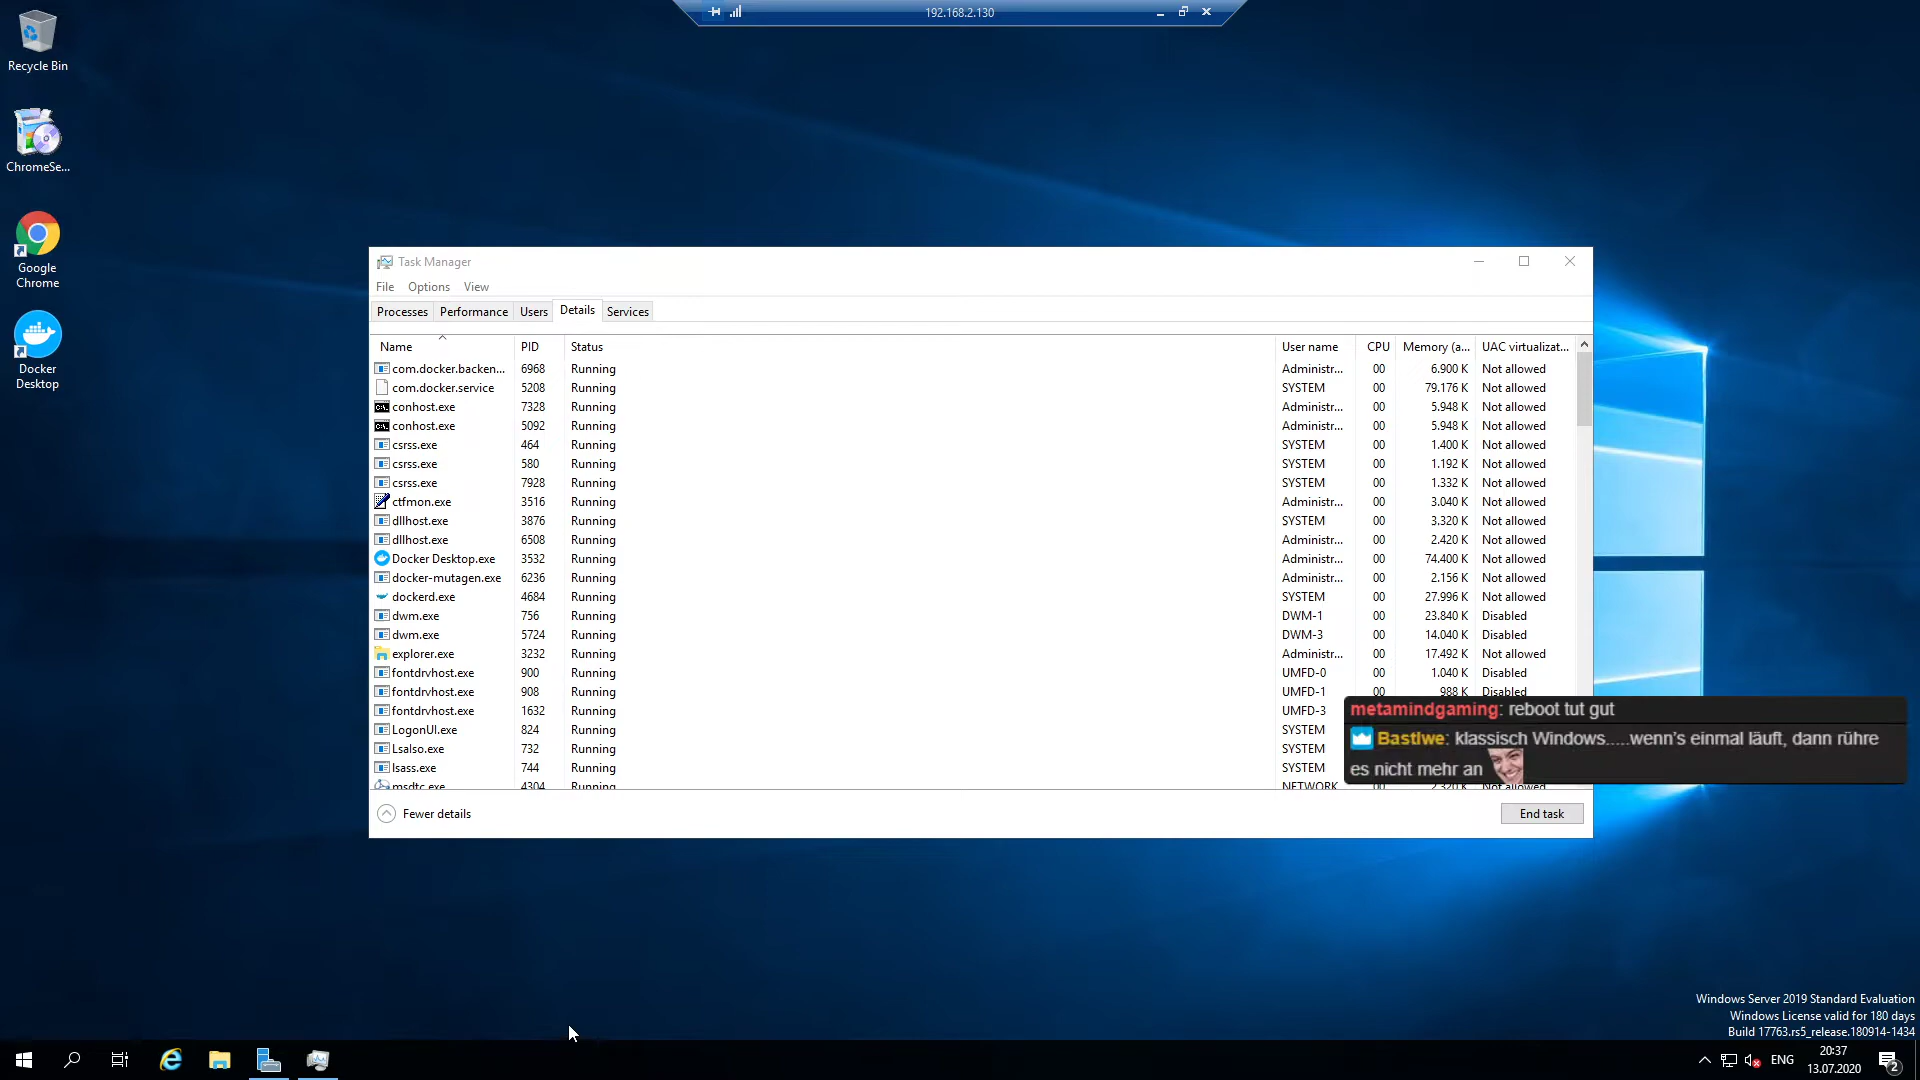 192.168.2.130
Recycle Bin
ChromeSe...
Google
Chrome
Docker
Desktop
Task Manager
File Options View
Processes Performance Users Details Services
Name PID Status User name CPU Memory (a... UAC virtualizat...
com.docker.backen... 6968 Running Administr... 00 6.900 K Not allowed
com.docker.service 5208 Running SYSTEM 00 79.176 K Not allowed
conhost.exe 7328 Running Administr... 00 5.948 K Not allowed
conhost.exe 5092 Running Administr... 00 5.948 K Not allowed
csrss.exe 464 Running SYSTEM 00 1.400 K Not allowed
csrss.exe 580 Running SYSTEM 00 1.192 K Not allowed
csrss.exe 7928 Running SYSTEM 00 1.332 K Not allowed
ctfmon.exe 3516 Running Administr... 00 3.040 K Not allowed
dllhost.exe 3876 Running SYSTEM 00 3.320 K Not allowed
dllhost.exe 6508 Running Administr... 00 2.420 K Not allowed
Docker Desktop.exe 3532 Running Administr... 00 74.400 K Not allowed
docker-mutagen.exe 6236 Running Administr... 00 2.156 K Not allowed
dockerd.exe 4684 Running SYSTEM 00 27.996 K Not allowed
dwm.exe 756 Running DWM-1 00 23.840 K Disabled
dwm.exe 5724 Running DWM-3 00 14.040 K Disabled
explorer.exe 3232 Running Administr... 00 17.492 K Not allowed
fontdrvhost.exe 900 Running UMFD-0 00 1.040 K Disabled
fontdrvhost.exe 908 Running UMFD-1 00 988 K Disabled
fontdrvhost.exe 1632 Running UMFD-3
LogonUI.exe 824 Running SYSTEM
LsaIso.exe 732 Running SYSTEM
lsass.exe 744 Running SYSTEM
msdtc.exe 4304 Running NETWORK 00 2.320 K Not allowed
metamindgaming: reboot tut gut
Bastlwe: klassisch Windows.....wenn's einmal läuft, dann rühre
es nicht mehr an
Fewer details End task
Windows Server 2019 Standard Evaluation
Windows License valid for 180 days
Build 17763.rs5_release.180914-1434
ENG 20:37
13.07.2020 2